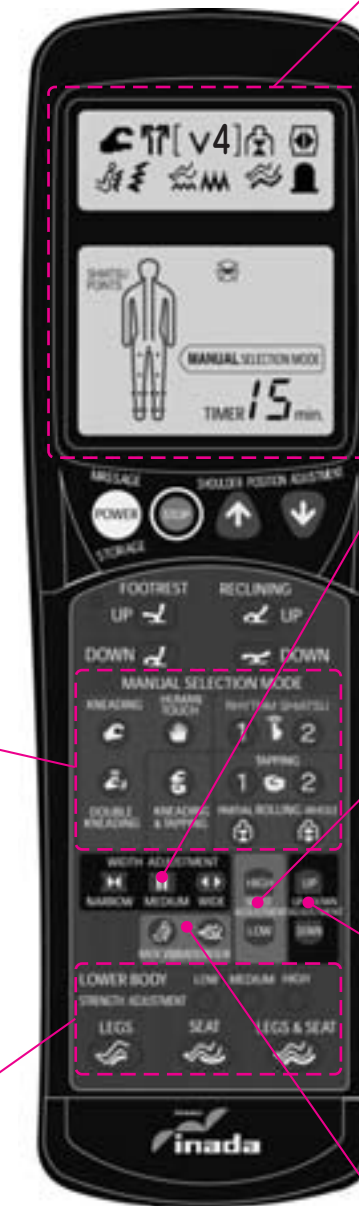 [ V4 ]
SHIATSU
POINTS
MANUAL SELECTION MODE
TIMER 15 min.
MASSAGE
SHOULDER POSITION ADJUSTMENT
POWER
STOP
STORAGE
FOOTREST RECLINING
UP UP
DOWN DOWN
MANUAL SELECTION MODE
KNEADING HUMAN TOUCH RHYTHM SHIATSU
1 2
TAPPING
1 2
DOUBLE KNEADING KNEADING & TAPPING PARTIAL ROLLING WHOLE
WIDTH ADJUSTMENT
NARROW MEDIUM WIDE
HIGH UP
ADJUSTMENT ADJUSTMENT
LOW DOWN
LOWER BODY LOW MEDIUM HIGH
STRENGTH ADJUSTMENT
LEGS SEAT LEGS & SEAT
inada